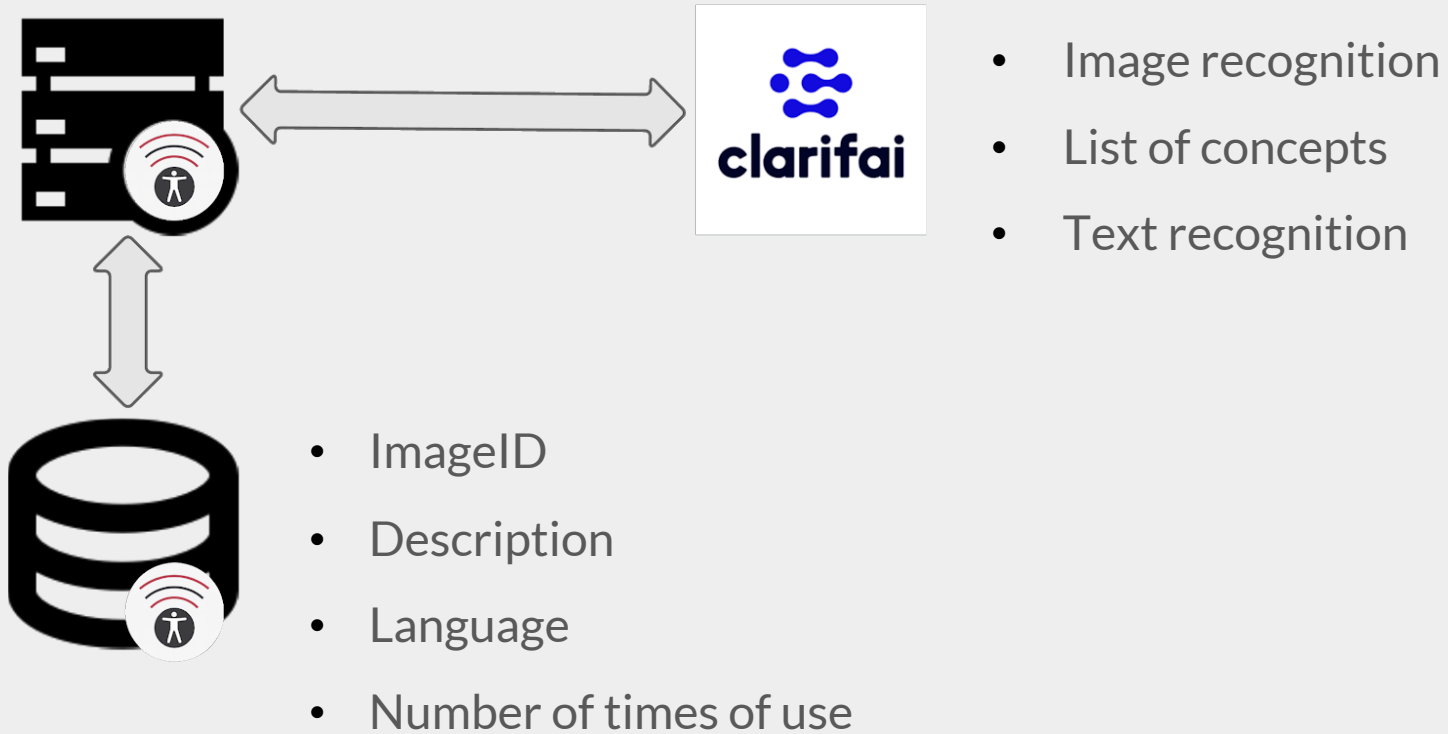 clarifai
• Image recognition
• List of concepts
• Text recognition
• ImageID
• Description
• Language
• Number of times of use